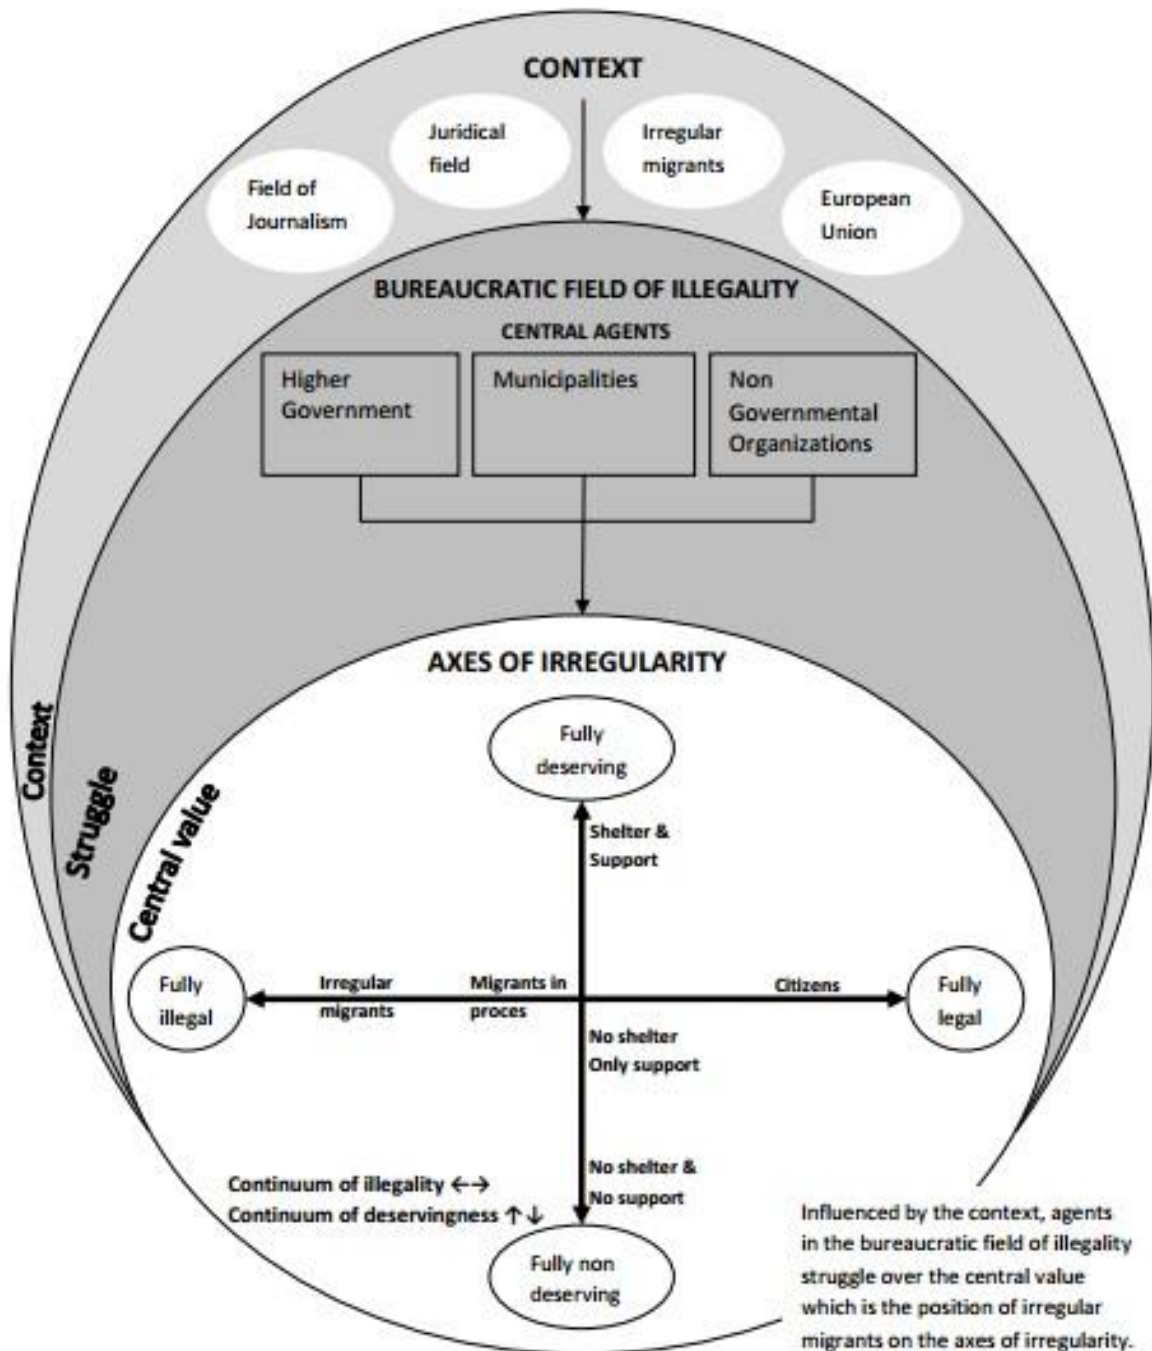 CONTEXT
Juridical
field
Irregular
migrants
Field of
Journalism
European
Union
BUREAUCRATIC FIELD OF ILLEGALITY
CENTRAL AGENTS
Higher
Government
Municipalities
Non
Governmental
Organizations
AXES OF IRREGULARITY
Context
Struggle
Central value
Fully
deserving
Shelter &
Support
Fully
illegal
Irregular
migrants
Migrants in
proces
Citizens
Fully
legal
No shelter
Only support
No shelter &
No support
Continuum of illegality ←→
Continuum of deservingness ↑↓
Fully non
deserving
Influenced by the context, agents
in the bureaucratic field of illegality
struggle over the central value
which is the position of irregular
migrants on the axes of irregularity.